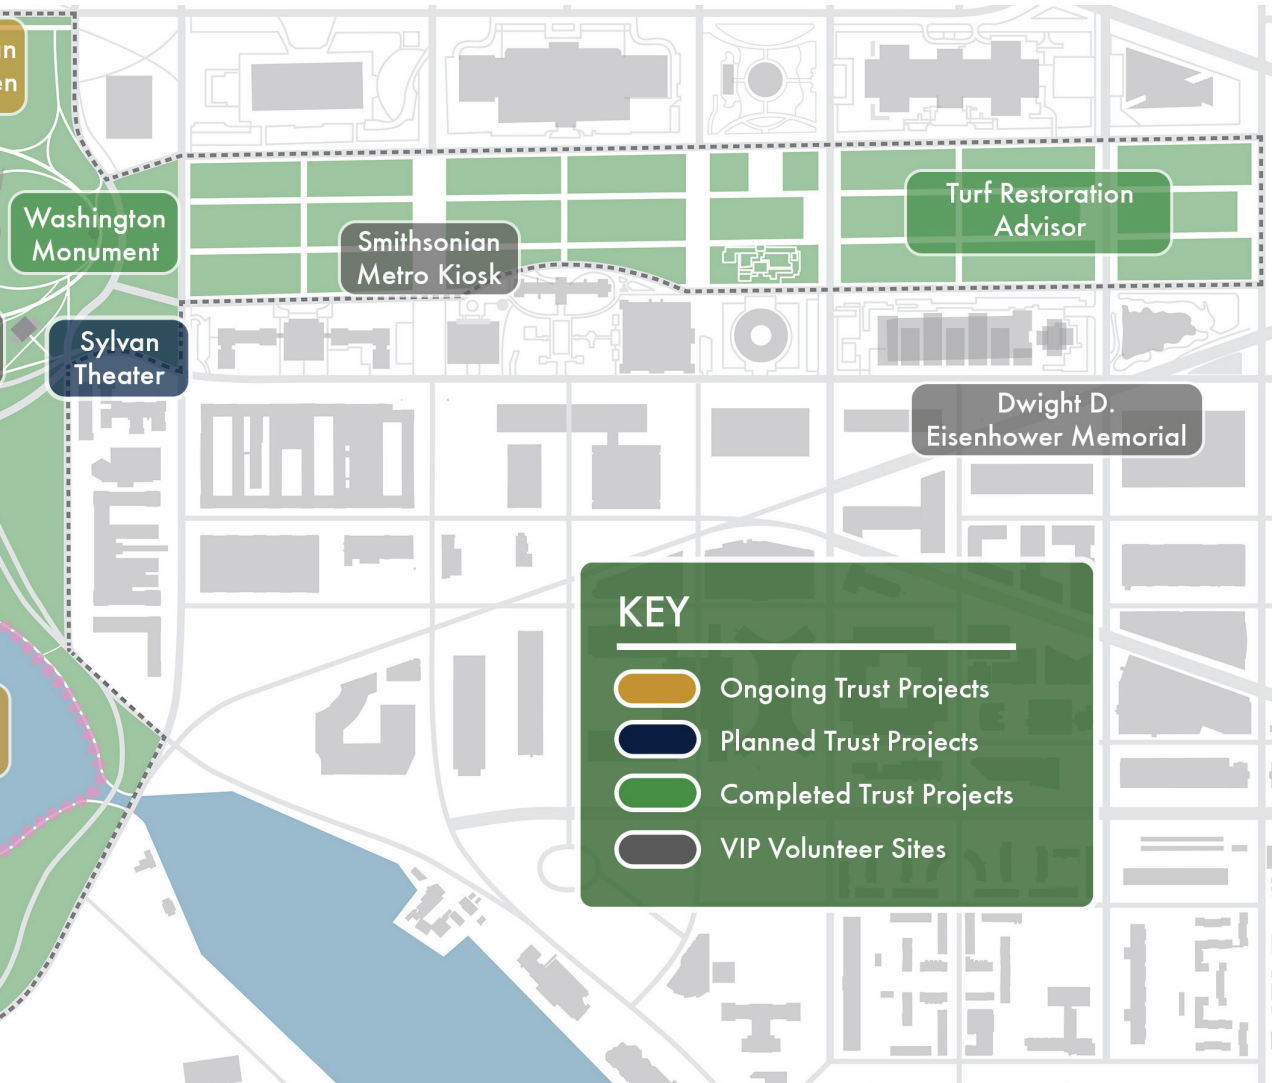 Washington
Monument
Turf Restoration
Advisor
Smithsonian
Metro Kiosk
Sylvan
Theater
Dwight D.
Eisenhower Memorial
KEY
Ongoing Trust Projects
Planned Trust Projects
Completed Trust Projects
VIP Volunteer Sites